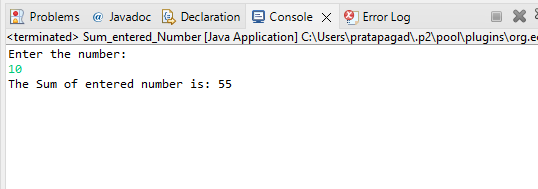 Problems @ Javadoc Declaration Console Error Log
<terminated> Sum_entered_Number [Java Application] C:\Users\pratapagad\.p2\pool\plugins\org.e
Enter the number:
10
The Sum of entered number is: 55